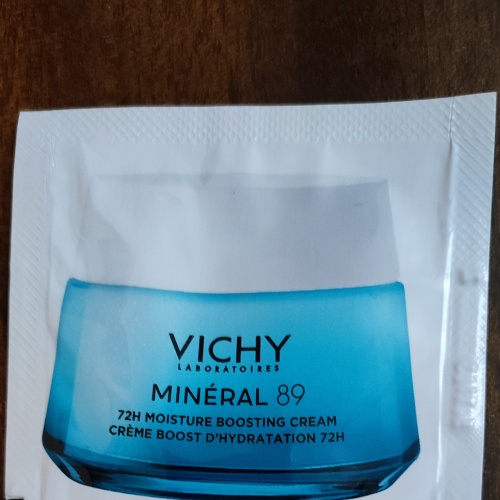 VICHY
LABORATOIRES
MINÉRAL 89
72H MOISTURE BOOSTING CREAM
CRÈME BOOST D'HYDRATATION 72H